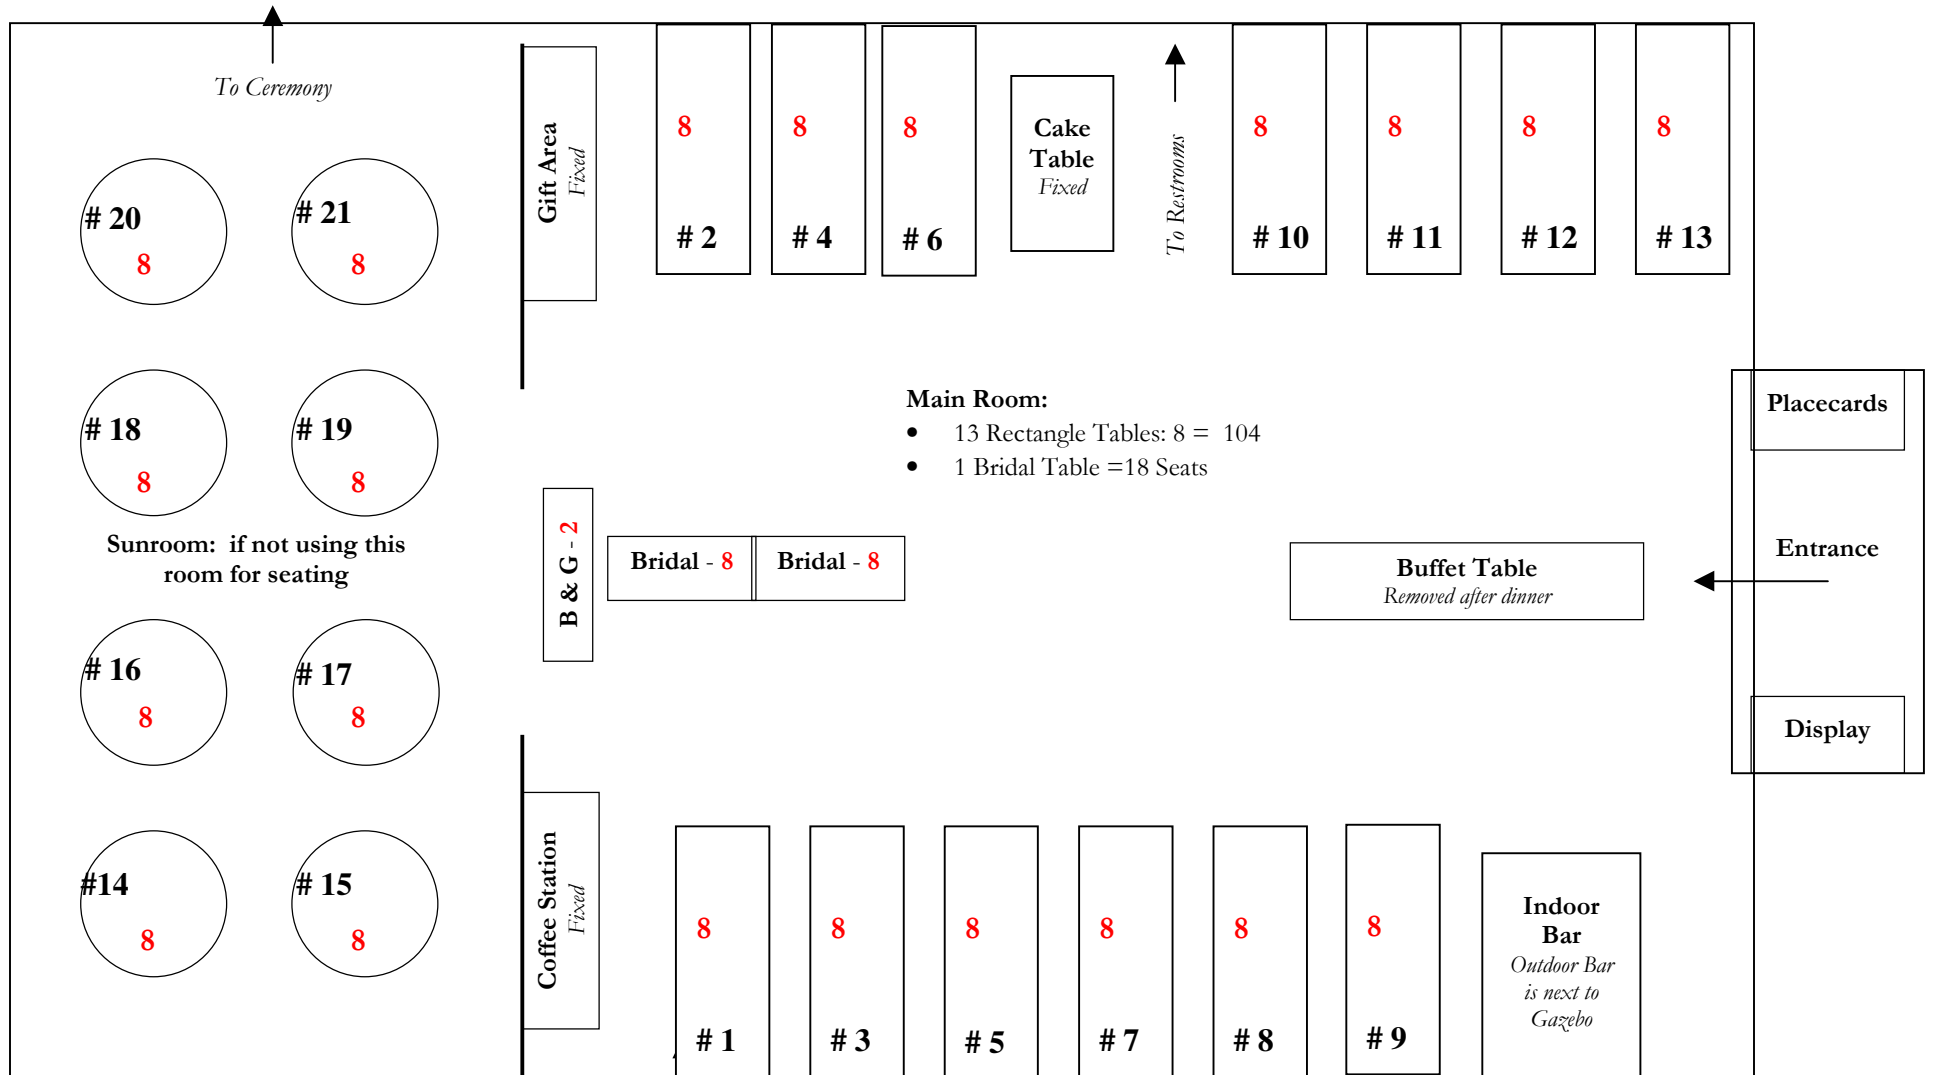 To Ceremony
# 20
8
# 21
8
# 18
8
# 19
8
Sunroom: if not using this
room for seating
# 16
8
# 17
8
#14
8
# 15
8
Gift Area
Fixed
8
# 2
8
# 4
8
# 6
Cake
Table
Fixed
To Restrooms
8
# 10
8
# 11
8
# 12
8
# 13
Main Room:
• 13 Rectangle Tables: 8 = 104
• 1 Bridal Table =18 Seats
B & G - 2
Bridal - 8
Bridal - 8
Buffet Table
Removed after dinner
Placecards
Entrance
Display
Coffee Station
Fixed
8
# 1
8
# 3
8
# 5
8
# 7
8
# 8
8
# 9
Indoor
Bar
Outdoor Bar
is next to
Gazebo